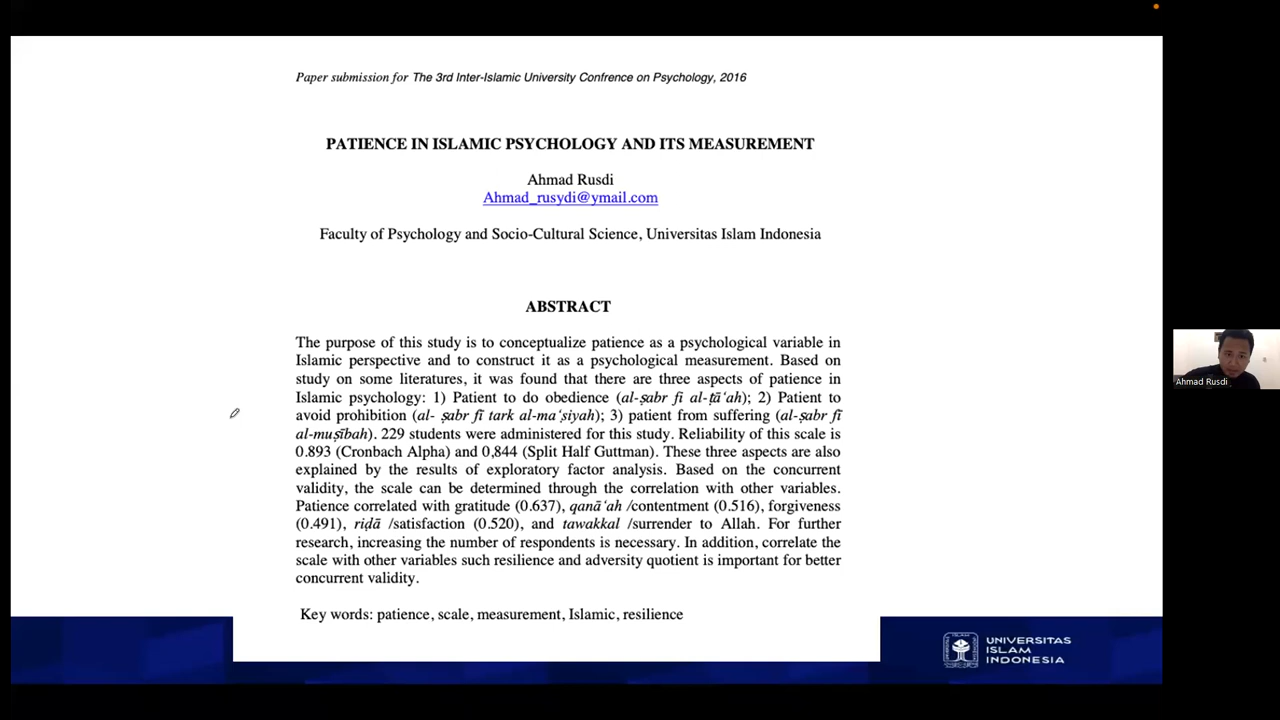 Paper submission for The 3rd Inter-Islamic University Confrence on Psychology, 2016
PATIENCE IN ISLAMIC PSYCHOLOGY AND ITS MEASUREMENT
Ahmad Rusdi
Ahmad_rusydi@ymail.com
Faculty of Psychology and Socio-Cultural Science, Universitas Islam Indonesia
ABSTRACT
The purpose of this study is to conceptualize patience as a psychological variable in
Islamic perspective and to construct it as a psychological measurement. Based on
study on some literatures, it was found that there are three aspects of patience in
Islamic psychology: 1) Patient to do obedience (al-ṣabr fi al-ṭā‘ah); 2) Patient to
avoid prohibition (al- ṣabr fī tark al-ma‘ṣiyah); 3) patient from suffering (al-ṣabr fī
al-muṣībah). 229 students were administered for this study. Reliability of this scale is
0.893 (Cronbach Alpha) and 0,844 (Split Half Guttman). These three aspects are also
explained by the results of exploratory factor analysis. Based on the concurrent
validity, the scale can be determined through the correlation with other variables.
Patience correlated with gratitude (0.637), qanā‘ah /contentment (0.516), forgiveness
(0.491), riḍā /satisfaction (0.520), and tawakkal /surrender to Allah. For further
research, increasing the number of respondents is necessary. In addition, correlate the
scale with other variables such resilience and adversity quotient is important for better
concurrent validity.
Key words: patience, scale, measurement, Islamic, resilience
UNIVERSITAS
ISLAM
INDONESIA
Ahmad Rusdi